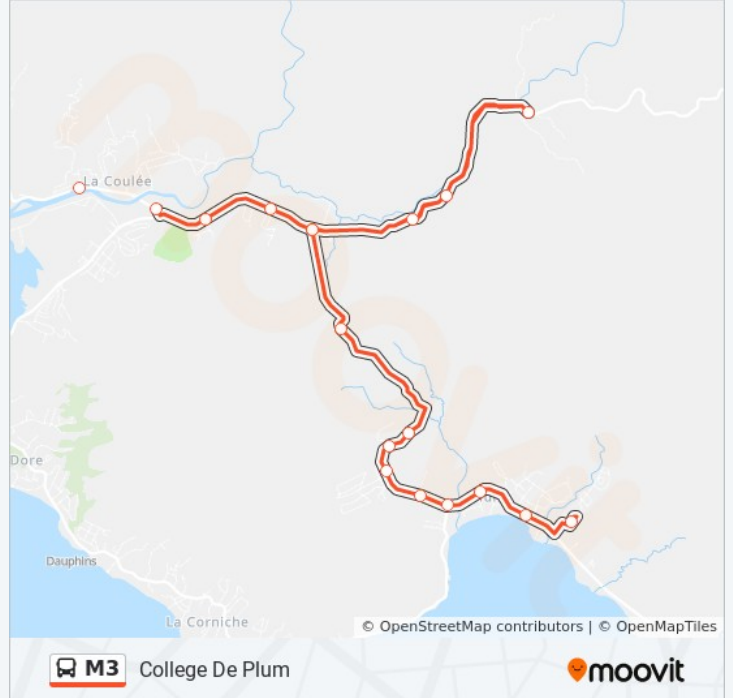 La Coulée
Dore
Dauphins
La Corniche
© OpenStreetMap contributors | © OpenMapTiles
M3 College De Plum
moovit